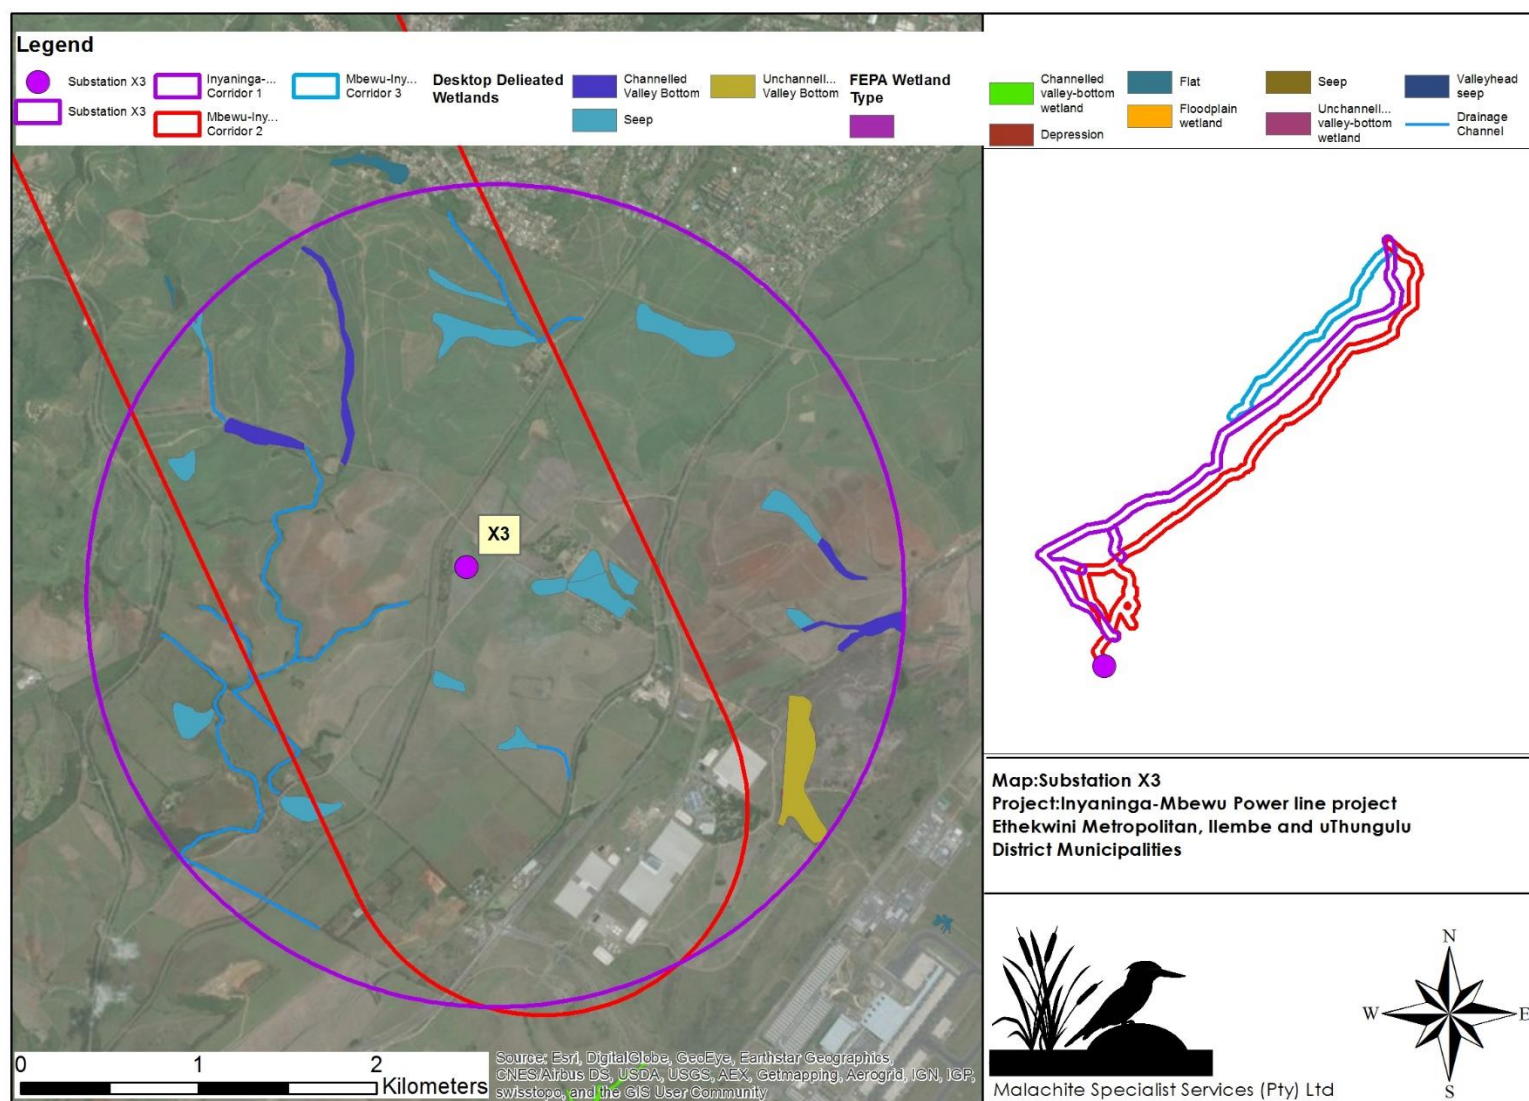 Legend
Substation X3
Substation X3
Inyaninga-...
Corridor 1
Mbewu-Iny...
Corridor 2
Mbewu-Iny...
Corridor 3
Desktop Delieated
Wetlands
Channelled
Valley Bottom
Seep
Unchannell...
Valley Bottom
FEPA Wetland
Type
Channelled
valley-bottom
wetland
Depression
Flat
Floodplain
wetland
Seep
Unchannell...
valley-bottom
wetland
Valleyhead
seep
Drainage
Channel
X3
0 1 2
Kilometers
Source: Esri, DigitalGlobe, GeoEye, Earthstar Geographics,
CNES/Airbus DS, USDA, USGS, AEX, Getmapping, Aerogrid, IGN, IGP,
swisstopo, and the GIS User Community
Map:Substation X3
Project:Inyaninga-Mbewu Power line project
Ethekwini Metropolitan, Ilembe and uThungulu
District Municipalities
Malachite Specialist Services (Pty) Ltd
N
W E
S